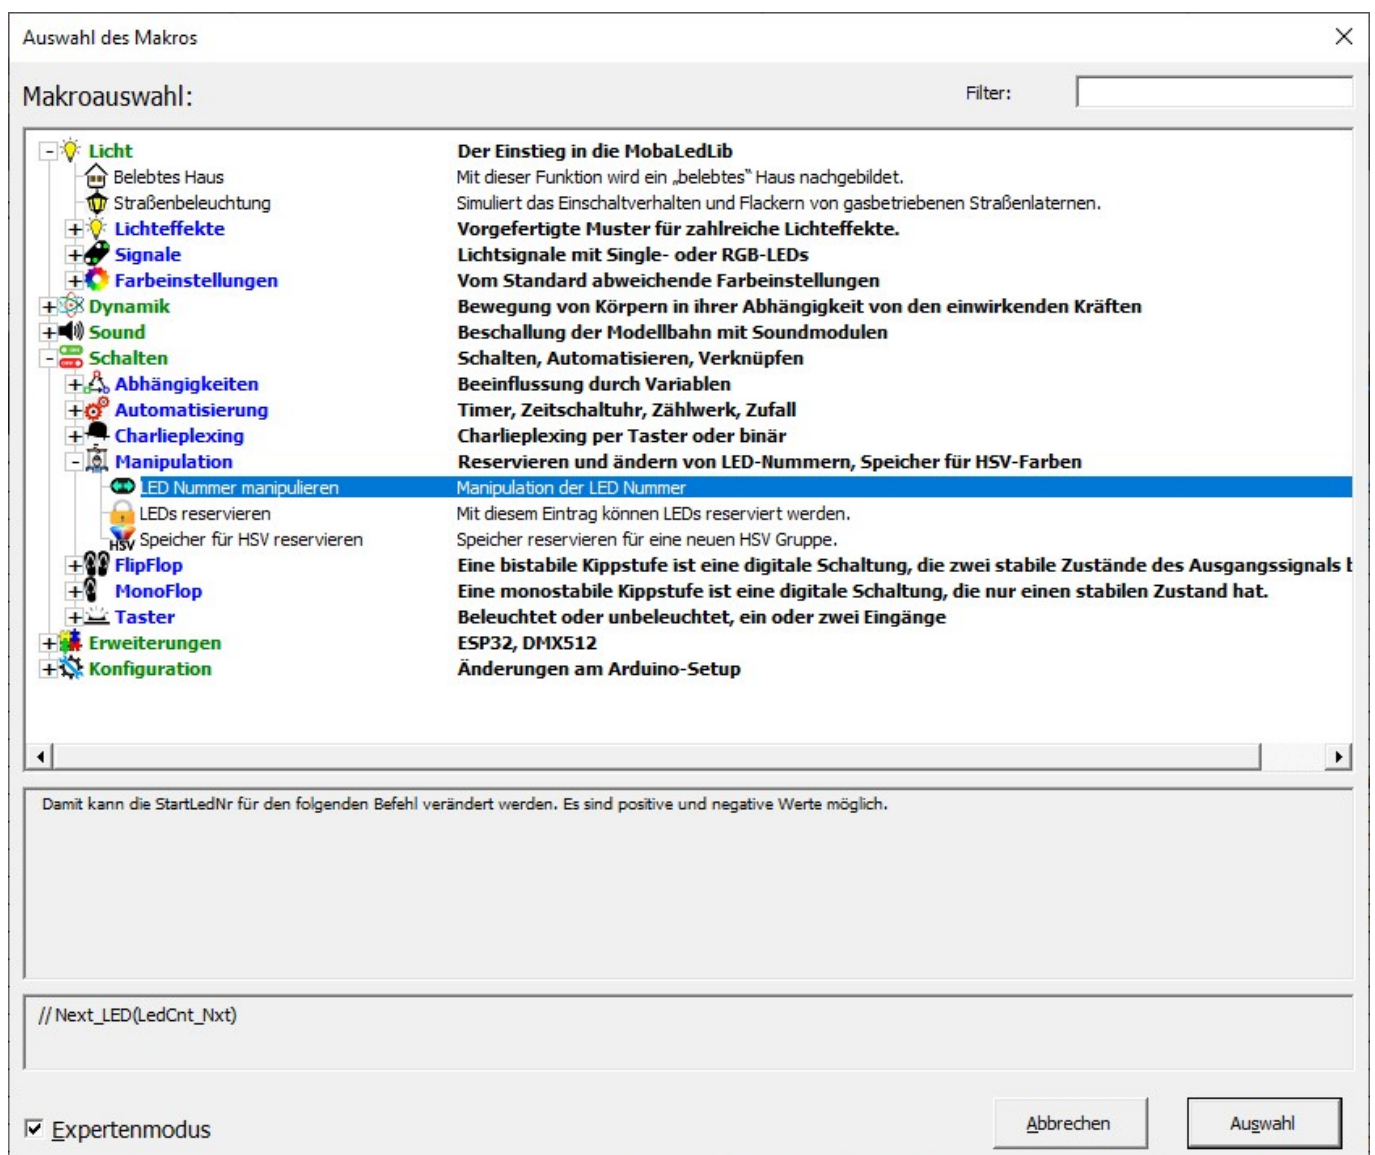 Auswahl des Makros
Makroauswahl: Filter:
Licht Der Einstieg in die MobaLedLib
Belebtes Haus Mit dieser Funktion wird ein „belebtes“ Haus nachgebildet.
Straßenbeleuchtung Simuliert das Einschaltverhalten und Flackern von gasbetriebenen Straßenlaternen.
Lichteffekte Vorgefertigte Muster für zahlreiche Lichteffekte.
Signale Lichtsignale mit Single- oder RGB-LEDs
Farbeinstellungen Vom Standard abweichende Farbeinstellungen
Dynamik Bewegung von Körpern in ihrer Abhängigkeit von den einwirkenden Kräften
Sound Beschallung der Modellbahn mit Soundmodulen
Schalten Schalten, Automatisieren, Verknüpfen
Abhängigkeiten Beeinflussung durch Variablen
Automatisierung Timer, Zeitschaltuhr, Zählwerk, Zufall
Charlieplexing Charlieplexing per Taster oder binär
Manipulation Reservieren und ändern von LED-Nummern, Speicher für HSV-Farben
LED Nummer manipulieren Manipulation der LED Nummer
LEDs reservieren Mit diesem Eintrag können LEDs reserviert werden.
HSV Speicher für HSV reservieren Speicher reservieren für eine neuen HSV Gruppe.
FlipFlop Eine bistabile Kippstufe ist eine digitale Schaltung, die zwei stabile Zustände des Ausgangssignals
MonoFlop Eine monostabile Kippstufe ist eine digitale Schaltung, die nur einen stabilen Zustand hat.
Taster Beleuchtet oder unbeleuchtet, ein oder zwei Eingänge
Erweiterungen ESP32, DMX512
Konfiguration Änderungen am Arduino-Setup
Damit kann die StartLedNr für den folgenden Befehl verändert werden. Es sind positive und negative Werte möglich.
// Next_LED(LedCnt_Nxt)
Expertenmodus Abbrechen Auswahl